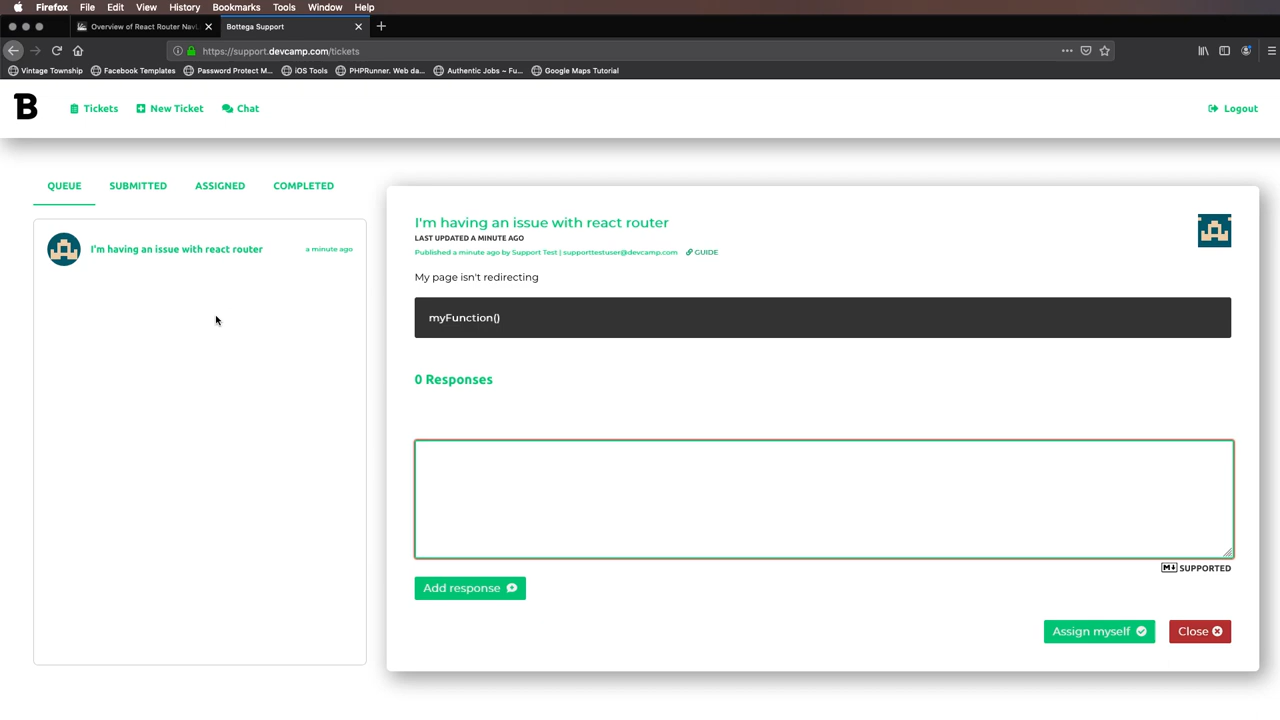 Firefox File Edit View History Bookmarks Tools Window Help
Overview of React Router Navi
Bottega Support
https://support.devcamp.com/tickets
Vintage Township Facebook Templates Password Protect M... iOS Tools PHPRunner. Web da... Authentic Jobs ~ Fu... Google Maps Tutorial
B Tickets New Ticket Chat Logout
QUEUE SUBMITTED ASSIGNED COMPLETED
I'm having an issue with react router a minute ago
I'm having an issue with react router
LAST UPDATED A MINUTE AGO
Published a minute ago by Support Test | supporttestuser@devcamp.com GUIDE
My page isn't redirecting
myFunction()
0 Responses
M SUPPORTED
Add response
Assign myself Close